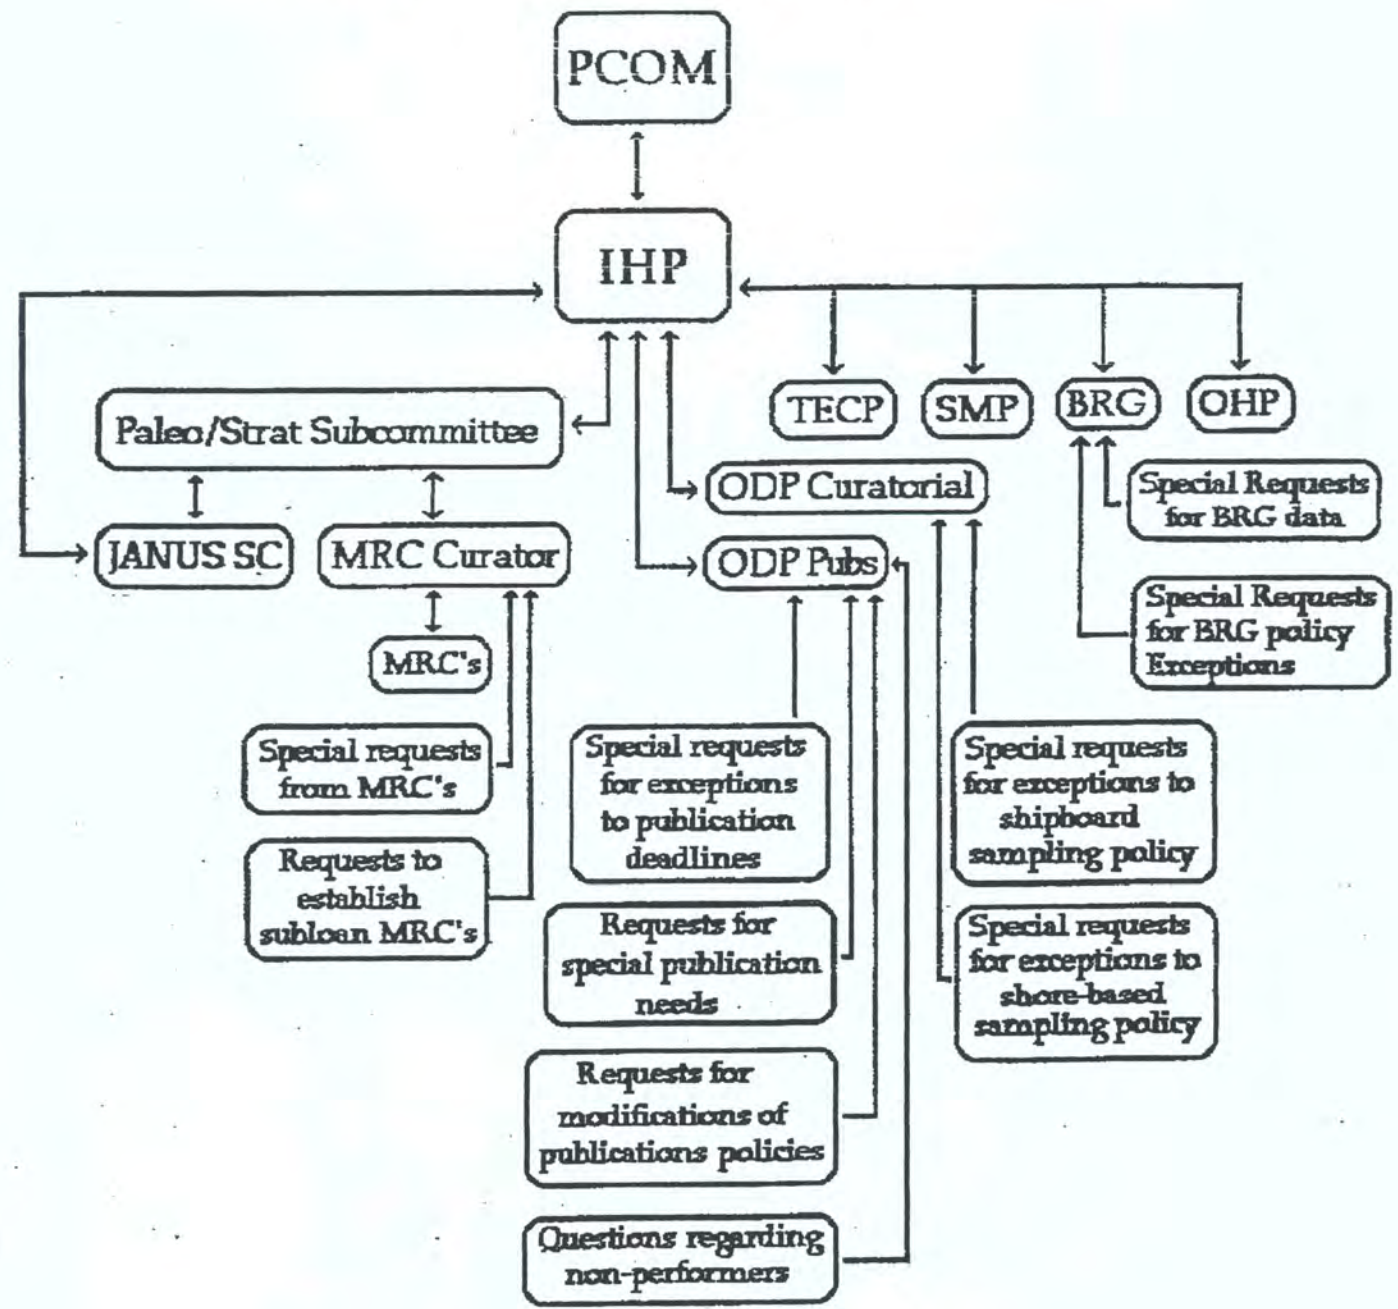 PCOM
IHP
Paleo/Strat Subcommittee
TECP
SMP
BRG
OHP
ODP Curatorial
Special Requests
for BRG data
JANUS SC
MRC Curator
ODP Pubs
Special Requests
for BRG policy
Exceptions
MRC's
Special requests
from MRC's
Special requests
for exceptions
to publication
deadlines
Special requests
for exceptions to
shipboard
sampling policy
Requests to
establish
subloan MRC's
Requests for
special publication
needs
Special requests
for exceptions to
shore-based
sampling policy
Requests for
modifications of
publications policies
Questions regarding
non-performers